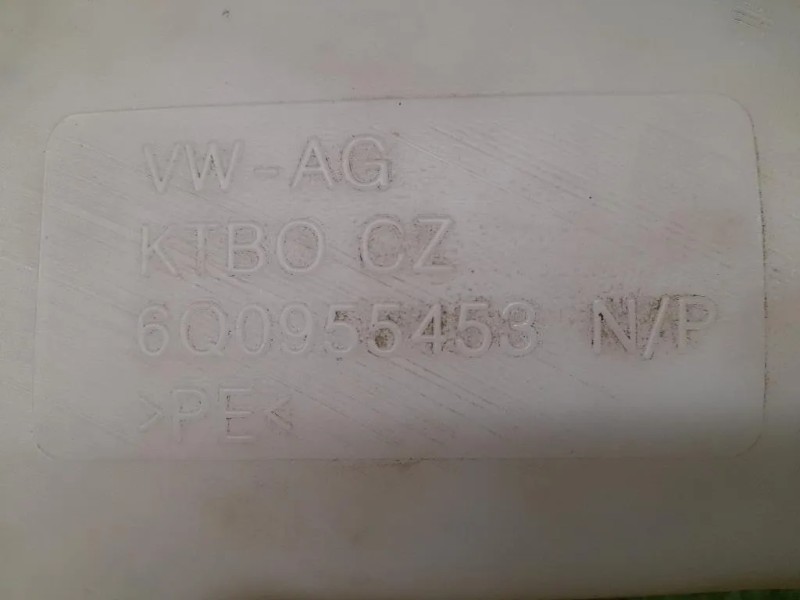 VW-AG
KTBO CZ
6Q0955453 N/P
>PE<